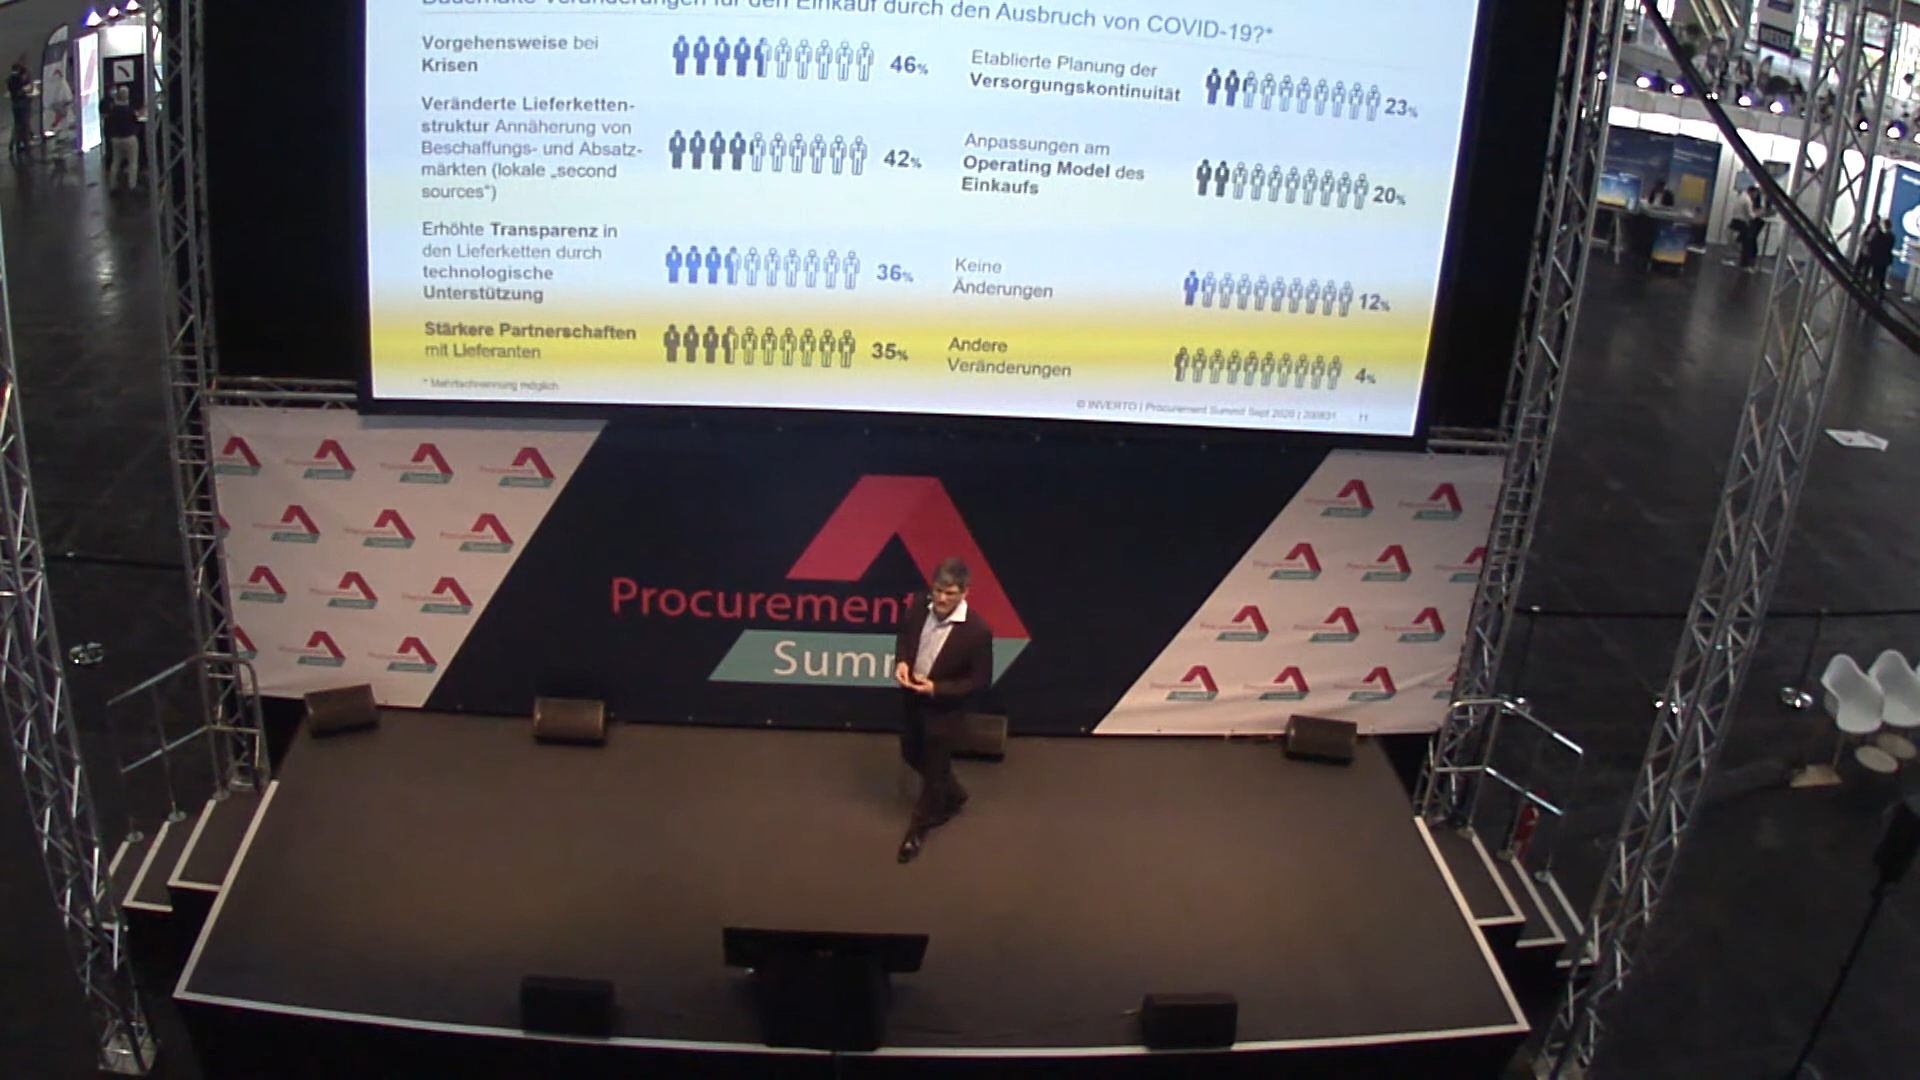 Dauerhafte Veränderungen für den Einkauf durch den Ausbruch von COVID-19?*
Vorgehensweise bei
Krisen
46%
Veränderte Lieferketten-
struktur Annäherung von
Beschaffungs- und Absatz-
märkten (lokale „second
sources“)
42%
Erhöhte Transparenz in
den Lieferketten durch
technologische
Unterstützung
36%
Stärkere Partnerschaften
mit Lieferanten
35%
Etablierte Planung der
Versorgungskontinuität
23%
Anpassungen am
Operating Model des
Einkaufs
20%
Keine
Änderungen
12%
Andere
Veränderungen
4%
* Mehrfachnennung möglich
© INVERTO | Procurement Summit Sept 2020 | 200831 11
Procurement
Summ